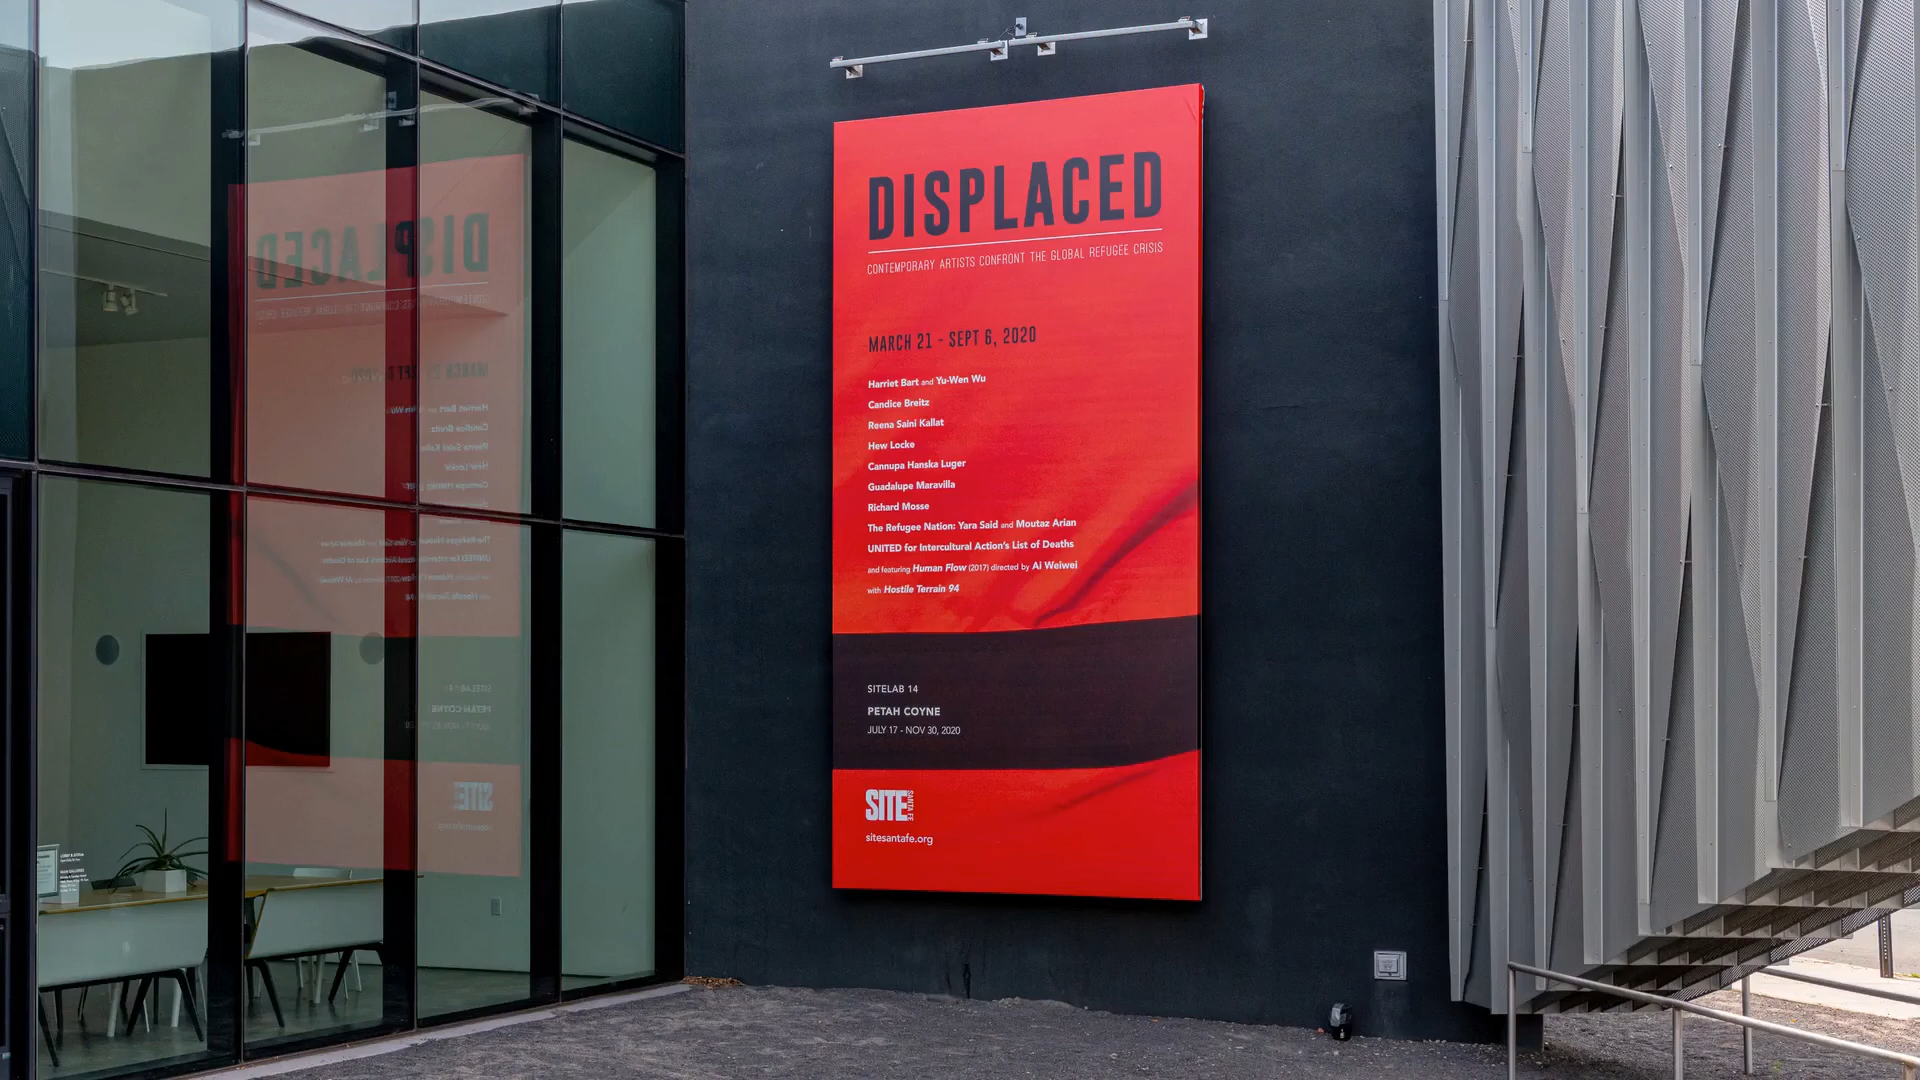 DISPLACED
CONTEMPORARY ARTISTS CONFRONT THE GLOBAL REFUGEE CRISIS
MARCH 21 - SEPT 6, 2020
Harriet Bart and Yu-Wen Wu
Candice Breitz
Reena Saini Kallat
Hew Locke
Cannupa Hanska Luger
Guadalupe Maravilla
Richard Mosse
The Refugee Nation: Yara Said and Moutaz Arian
UNITED for Intercultural Action's List of Deaths
and featuring Human Flow (2017) directed by Ai Weiwei
with Hostile Terrain 94
SITELAB 14
PETAH COYNE
JULY 17 - NOV 30, 2020
SITE SANTA FE
sitesantafe.org